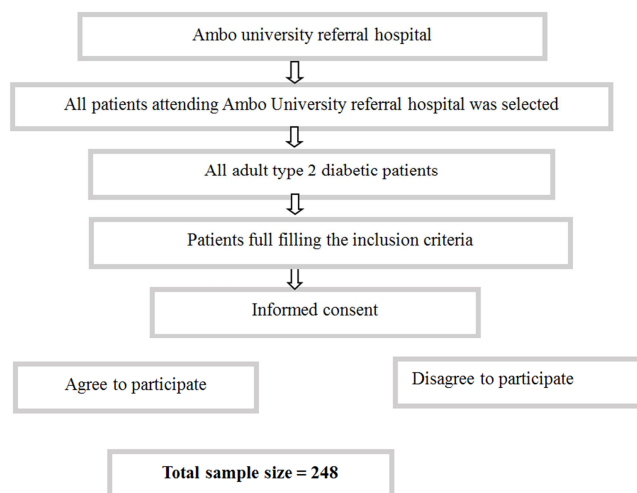 Ambo university referral hospital
All patients attending Ambo University referral hospital was selected
All adult type 2 diabetic patients
Patients full filling the inclusion criteria
Informed consent
Agree to participate
Disagree to participate
Total sample size = 248